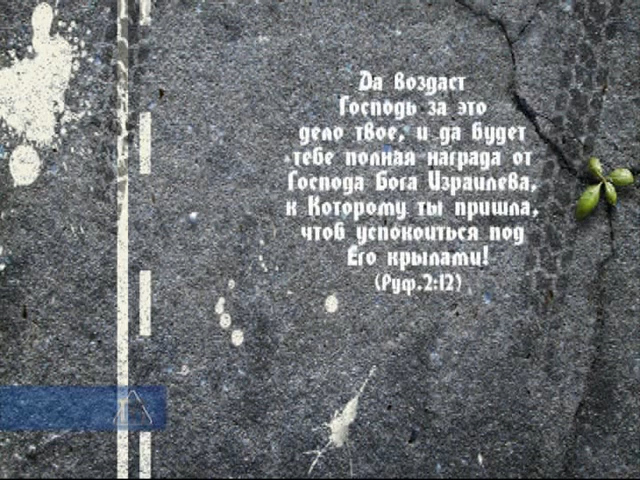 Да воздаст
Господь за это
дело твое, и да будет
тебе полная награда от
Господа Бога Израилева,
к Которому ты пришла,
чтоб успокоиться под
Его крылами!
(Руф.2:12)